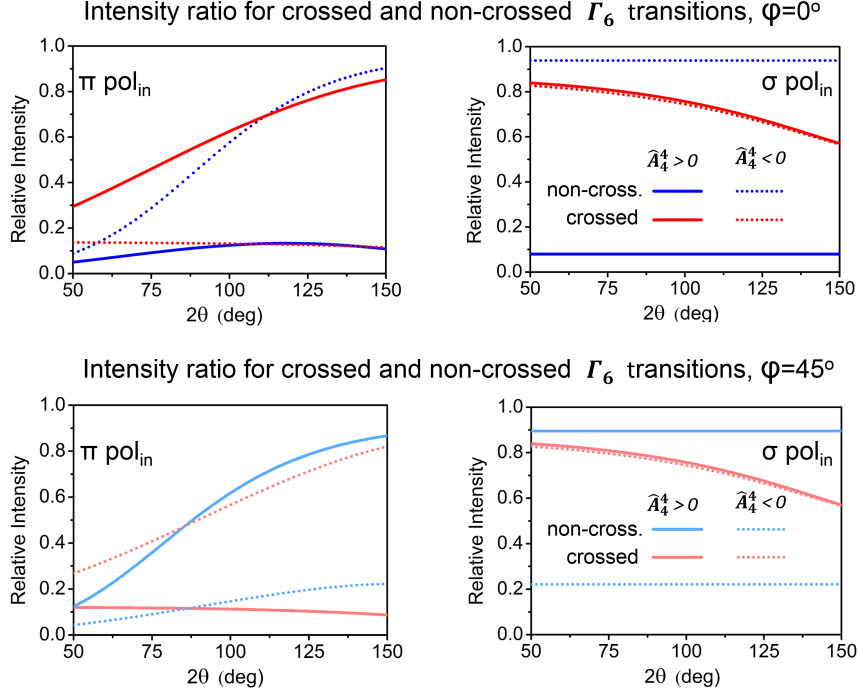 Intensity ratio for crossed and non-crossed Γ₆ transitions, φ=0º
1.0
0.8
0.6
0.4
0.2
0.0
Relative Intensity
π pol_in
50
75
100
125
150
2θ (deg)
1.0
0.8
0.6
0.4
0.2
0.0
Relative Intensity
σ pol_in
Â₄⁴>0 Â₄⁴<0
non-cross.
crossed
50
75
100
125
150
2θ (deg)
Intensity ratio for crossed and non-crossed Γ₆ transitions, φ=45º
1.0
0.8
0.6
0.4
0.2
0.0
Relative Intensity
π pol_in
50
75
100
125
150
2θ (deg)
1.0
0.8
0.6
0.4
0.2
0.0
Relative Intensity
σ pol_in
Â₄⁴>0 Â₄⁴<0
non-cross.
crossed
50
75
100
125
150
2θ (deg)